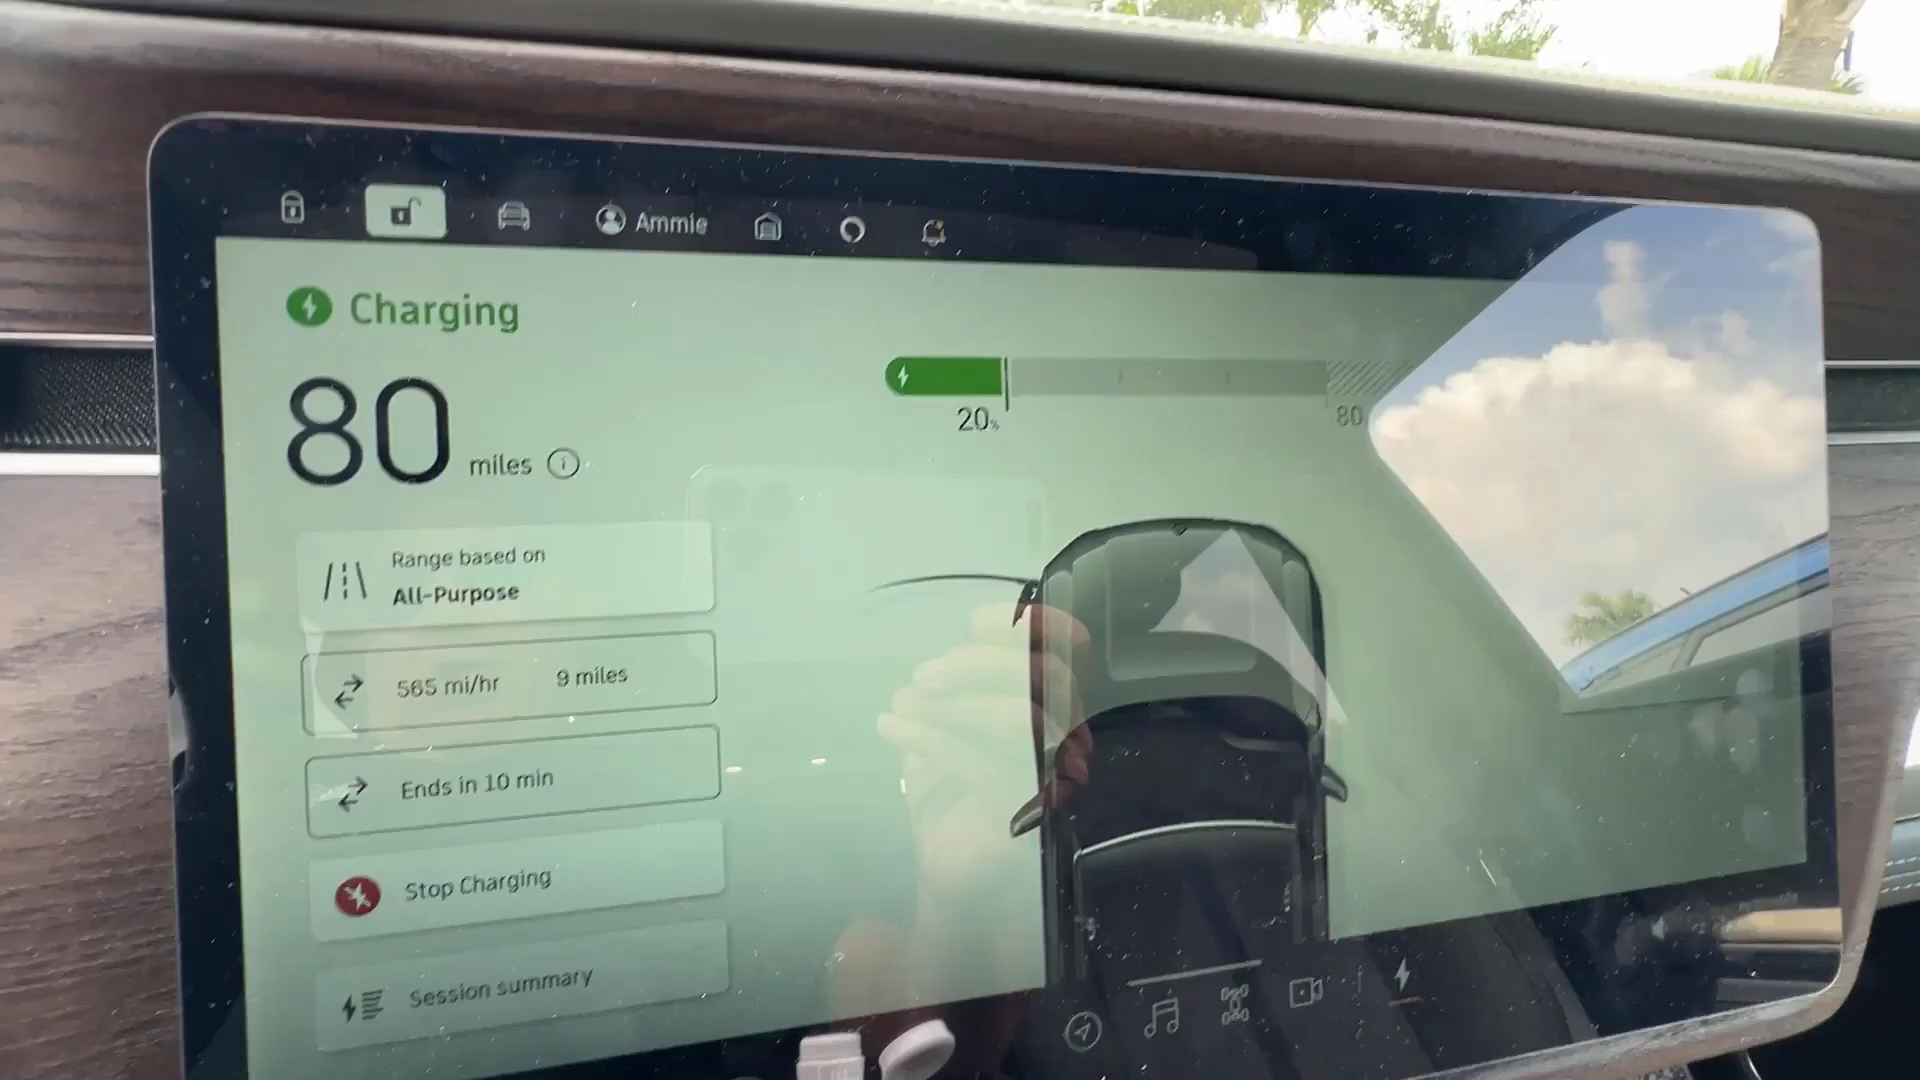 Ammie
Charging
80 miles
20%
80
Range based on
All-Purpose
565 mi/hr 9 miles
Ends in 10 min
Stop Charging
Session summary